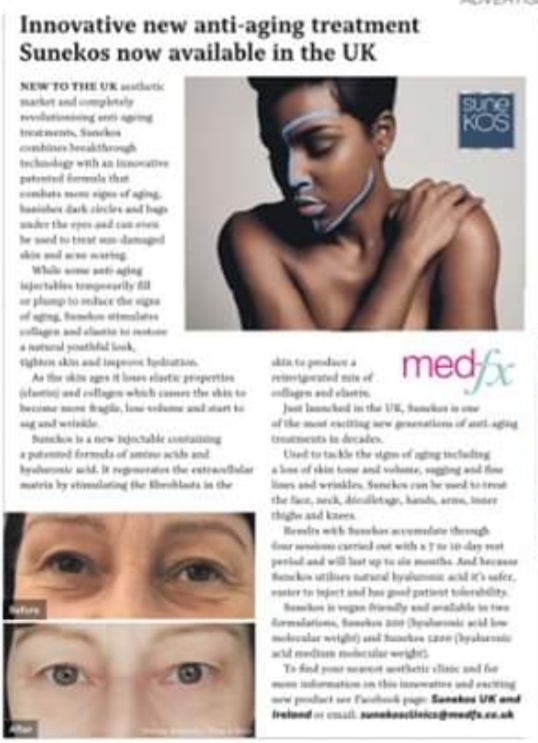 ADVERTIS
Innovative new anti-aging treatment
Sunekos now available in the UK
NEW TO THE UK aesthetic
market and completely
revolutionising anti ageing
treatments, Sunekos
combines breakthrough
technology with an innovative
patented formula that
combats more signs of aging,
banishes dark circles and bags
under the eyes and can even
be used to treat sun-damaged
skin and acne scaring.
While some anti-aging
injectables temporarily fill
or plump to reduce the signs
of aging, Sunekos stimulates
collagen and elastin to restore
a natural youthful look,
tighten skin and improve hydration.
As the skin ages it loses elastic properties
(elastin) and collagen which causes the skin to
become more fragile, lose volume and start to
sag and wrinkle.
Sunekos is a new injectable containing
a patented formula of amino acids and
hyaluronic acid. It regenerates the extracellular
matrix by stimulating the fibroblasts in the
sune
KOS
medfx
skin to produce a
reinvigorated mix of
collagen and elastin.
Just launched in the UK, Sunekos is one
of the most exciting new generations of anti-aging
treatments in decades.
Used to tackle the signs of aging including
a loss of skin tone and volume, sagging and fine
lines and wrinkles, Sunekos can be used to treat
the face, neck, décolletage, hands, arms, inner
thighs and knees.
Results with Sunekos accumulate through
four sessions carried out with a 7 to 10-day rest
period and will last up to six months. And because
Sunekos utilises natural hyaluronic acid it's safer,
easier to inject and has good patient tolerability.
Sunekos is vegan friendly and available in two
formulations, Sunekos 200 (hyaluronic acid low
molecular weight) and Sunekos 1200 (hyaluronic
acid medium molecular weight).
To find your nearest aesthetic clinic and for
more information on this innovative and exciting
new product see Facebook page: Sunekos UK and
Ireland or email: sunekosclinics@medfx.co.uk
Before
After